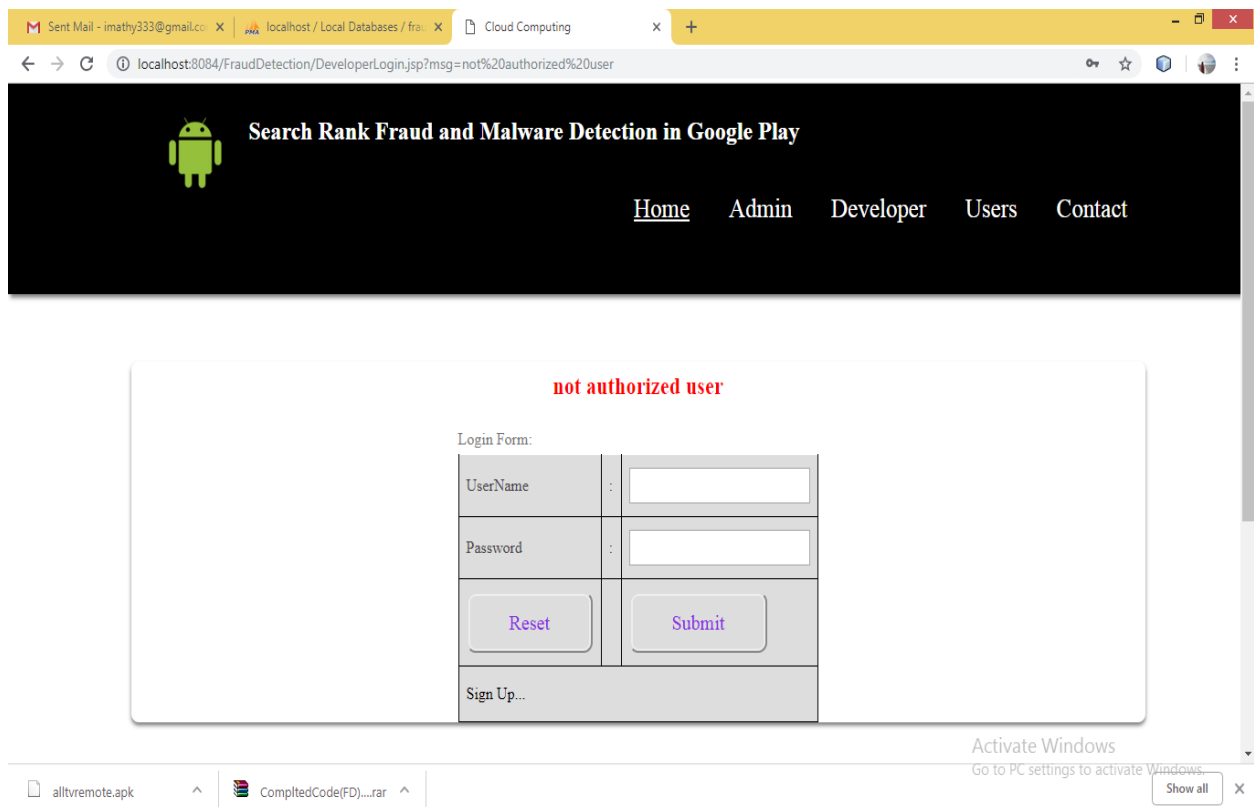 Sent Mail - imathy333@gmail.co
localhost / Local Databases / frau
Cloud Computing
localhost:8084/FraudDetection/DeveloperLogin.jsp?msg=not%20authorized%20user
Search Rank Fraud and Malware Detection in Google Play
Home Admin Developer Users Contact
not authorized user
Login Form:
UserName :
Password :
Reset Submit
Sign Up...
Activate Windows
Go to PC settings to activate Windows.
alltvremote.apk
CompltedCode(FD)....rar
Show all